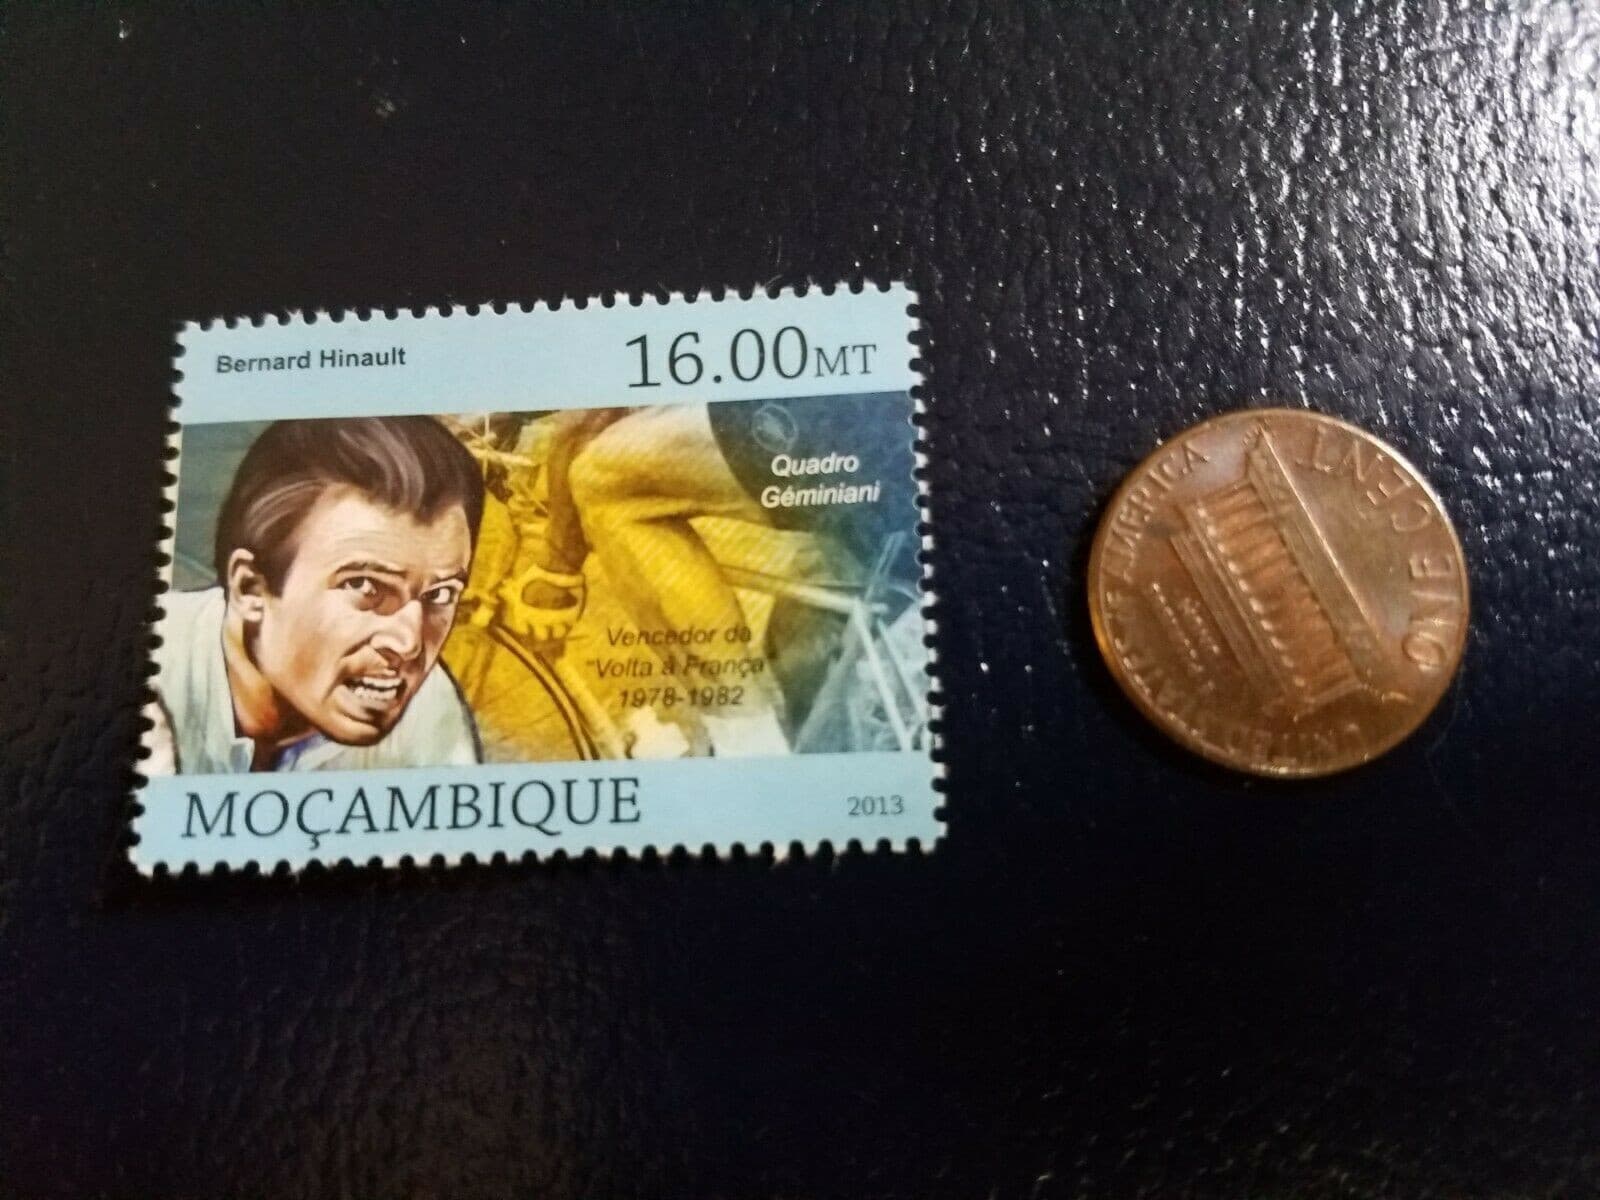 Bernard Hinault
16.00MT
Quadro
Géminiani
Vencedor da
"Volta à França
1978-1982
MOÇAMBIQUE
2013
UNITED STATES OF AMERICA
ONE CENT